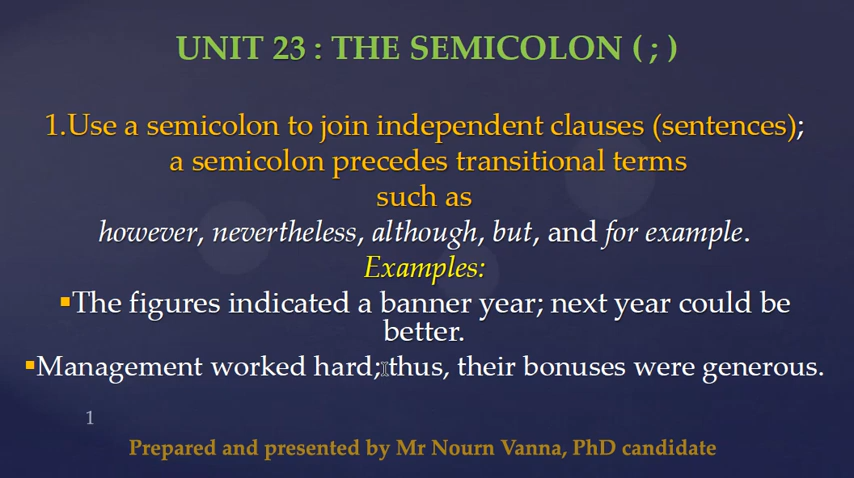 UNIT 23 : THE SEMICOLON ( ; )
1.Use a semicolon to join independent clauses (sentences);
a semicolon precedes transitional terms
such as
however, nevertheless, although, but, and for example.
Examples:
▪The figures indicated a banner year; next year could be
better.
▪Management worked hard; thus, their bonuses were generous.
1
Prepared and presented by Mr Nourn Vanna, PhD candidate